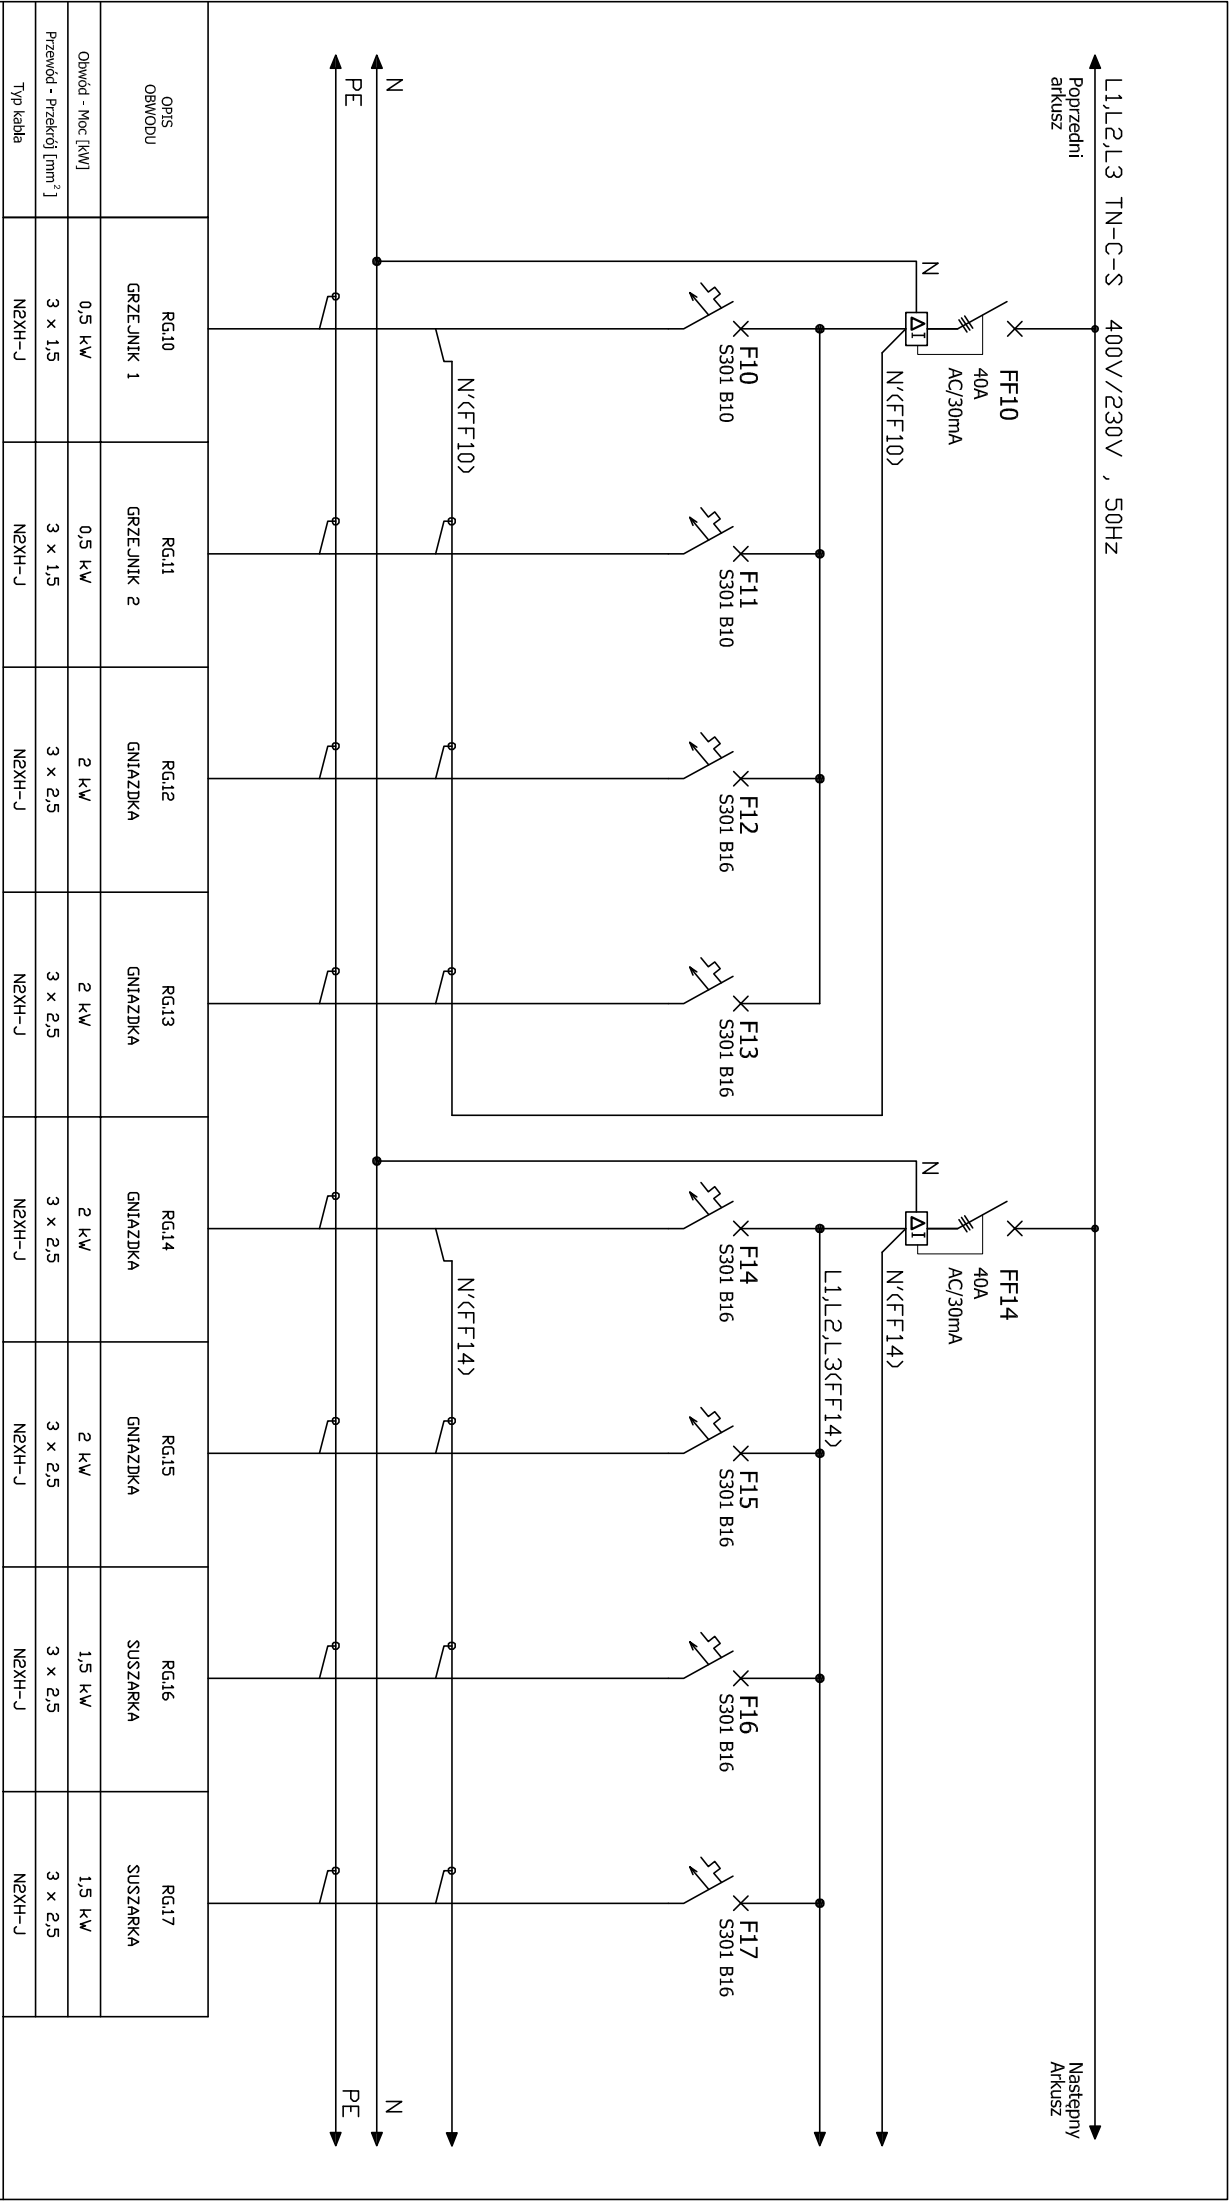 L1,L2,L3 TN-C-S 400V/230V , 50Hz
Poprzedni
arkusz
Następny
Arkusz
FF10
40A
AC/30mA
FF14
40A
AC/30mA
N
ΔI
N'(FF10)
N
ΔI
N'(FF14)
L1,L2,L3(FF14)
F10
S301 B10
F11
S301 B10
F12
S301 B16
F13
S301 B16
F14
S301 B16
F15
S301 B16
F16
S301 B16
F17
S301 B16
N'(FF10)
N'(FF14)
N
N
PE
PE
OPIS
OBWODU
RG.10
GRZEJNIK 1
RG.11
GRZEJNIK 2
RG.12
GNIAZDKA
RG.13
GNIAZDKA
RG.14
GNIAZDKA
RG.15
GNIAZDKA
RG.16
SUSZARKA
RG.17
SUSZARKA
Obwód - Moc [kW] 0,5 kW 0,5 kW 2 kW 2 kW 2 kW 2 kW 1,5 kW 1,5 kW
Przewód - Przekrój [mm²] 3 x 1,5 3 x 1,5 3 x 2,5 3 x 2,5 3 x 2,5 3 x 2,5 3 x 2,5 3 x 2,5
Typ kabla N2XH-J N2XH-J N2XH-J N2XH-J N2XH-J N2XH-J N2XH-J N2XH-J